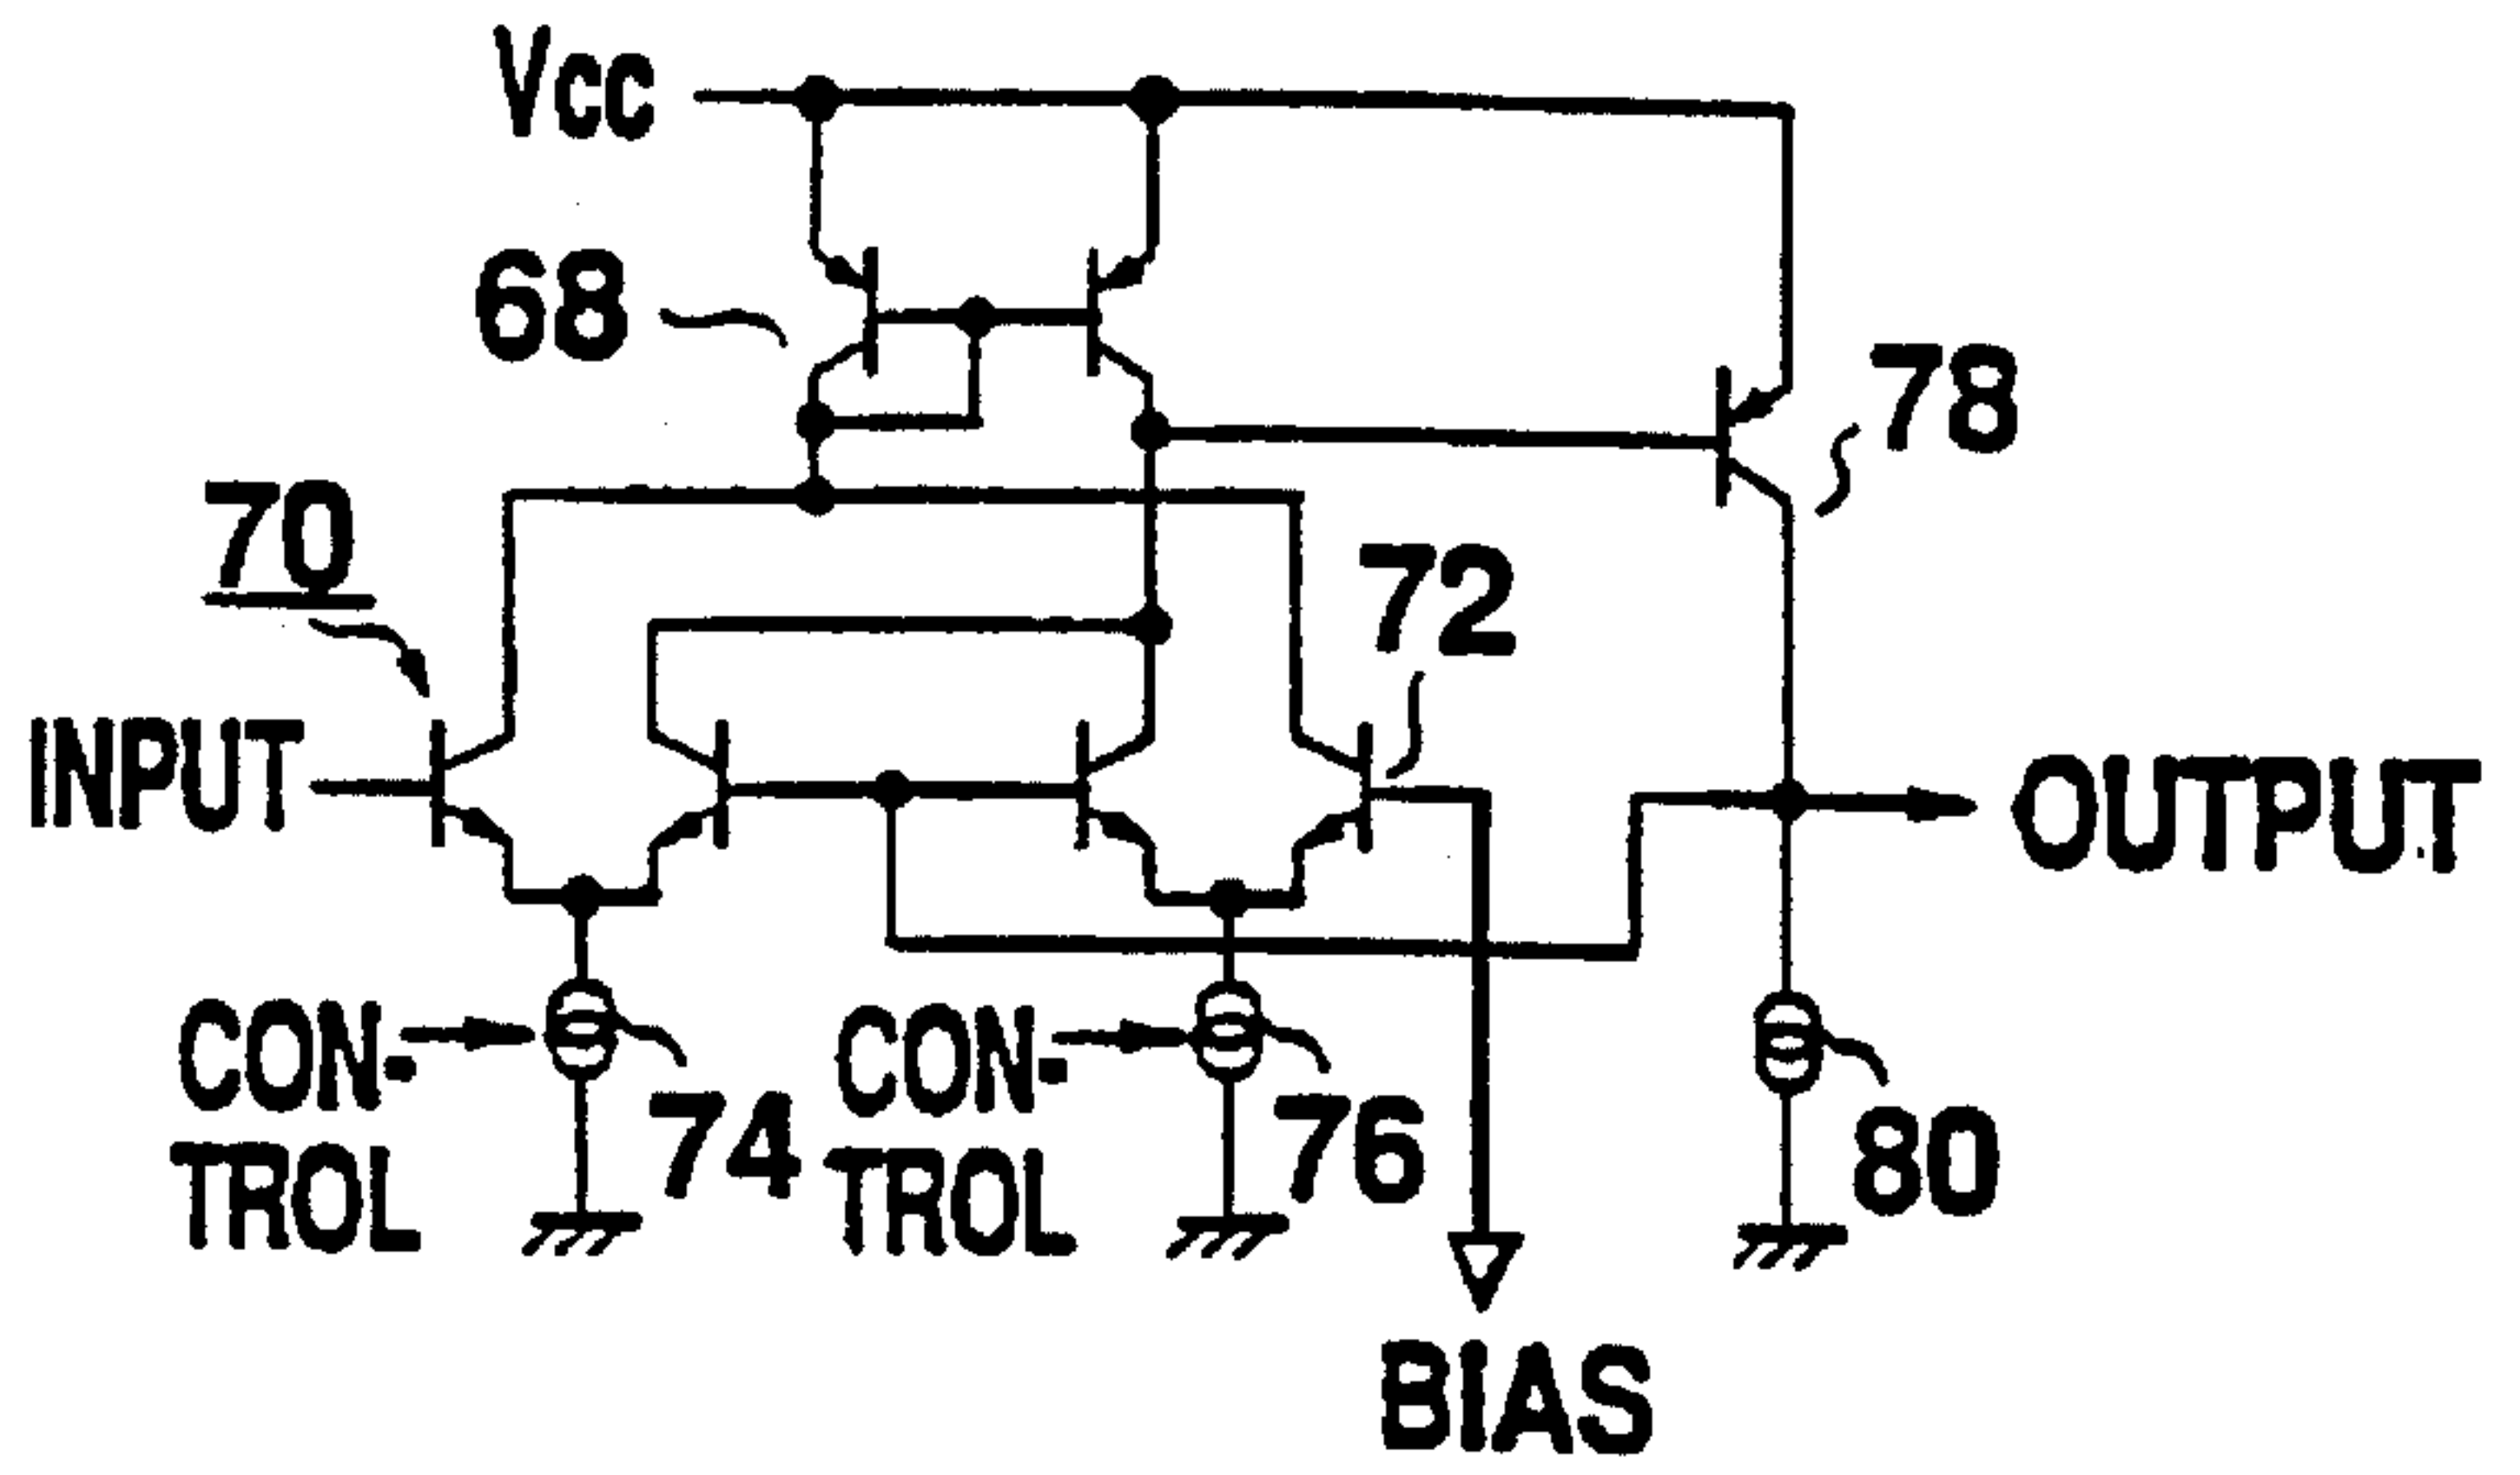 Vcc
68
78
70
72
INPUT
OUTPUT
CON-
TROL
74
CON-
TROL
76
80
BIAS